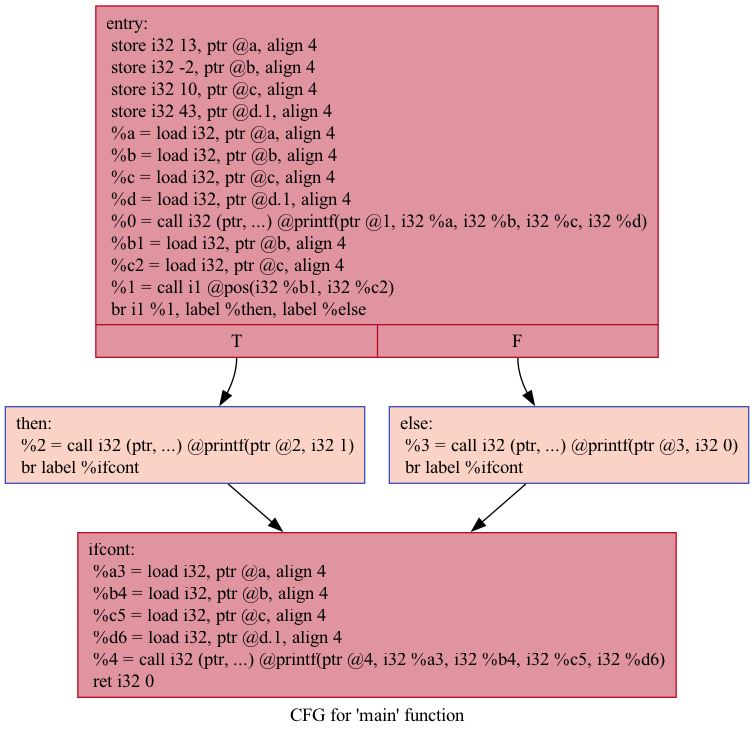 entry:
store i32 13, ptr @a, align 4
store i32 -2, ptr @b, align 4
store i32 10, ptr @c, align 4
store i32 43, ptr @d.1, align 4
%a = load i32, ptr @a, align 4
%b = load i32, ptr @b, align 4
%c = load i32, ptr @c, align 4
%d = load i32, ptr @d.1, align 4
%0 = call i32 (ptr, ...) @printf(ptr @1, i32 %a, i32 %b, i32 %c, i32 %d)
%b1 = load i32, ptr @b, align 4
%c2 = load i32, ptr @c, align 4
%1 = call i1 @pos(i32 %b1, i32 %c2)
br i1 %1, label %then, label %else
T
F
then:
%2 = call i32 (ptr, ...) @printf(ptr @2, i32 1)
br label %ifcont
else:
%3 = call i32 (ptr, ...) @printf(ptr @3, i32 0)
br label %ifcont
ifcont:
%a3 = load i32, ptr @a, align 4
%b4 = load i32, ptr @b, align 4
%c5 = load i32, ptr @c, align 4
%d6 = load i32, ptr @d.1, align 4
%4 = call i32 (ptr, ...) @printf(ptr @4, i32 %a3, i32 %b4, i32 %c5, i32 %d6)
ret i32 0
CFG for 'main' function